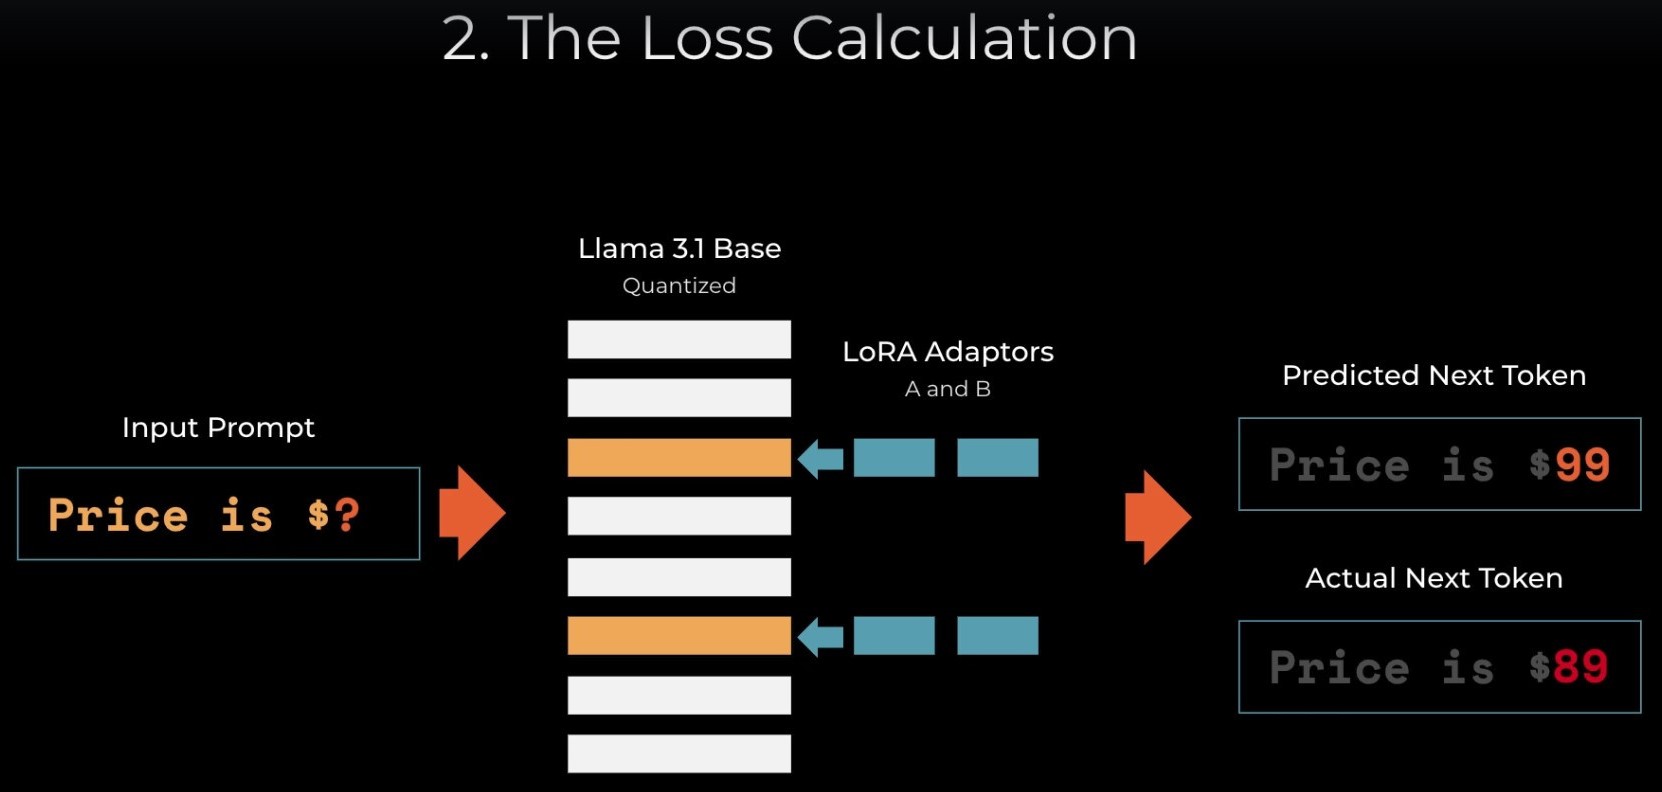 2. The Loss Calculation
Input Prompt
Price is $?
Llama 3.1 Base
Quantized
LoRA Adaptors
A and B
Predicted Next Token
Price is $99
Actual Next Token
Price is $89